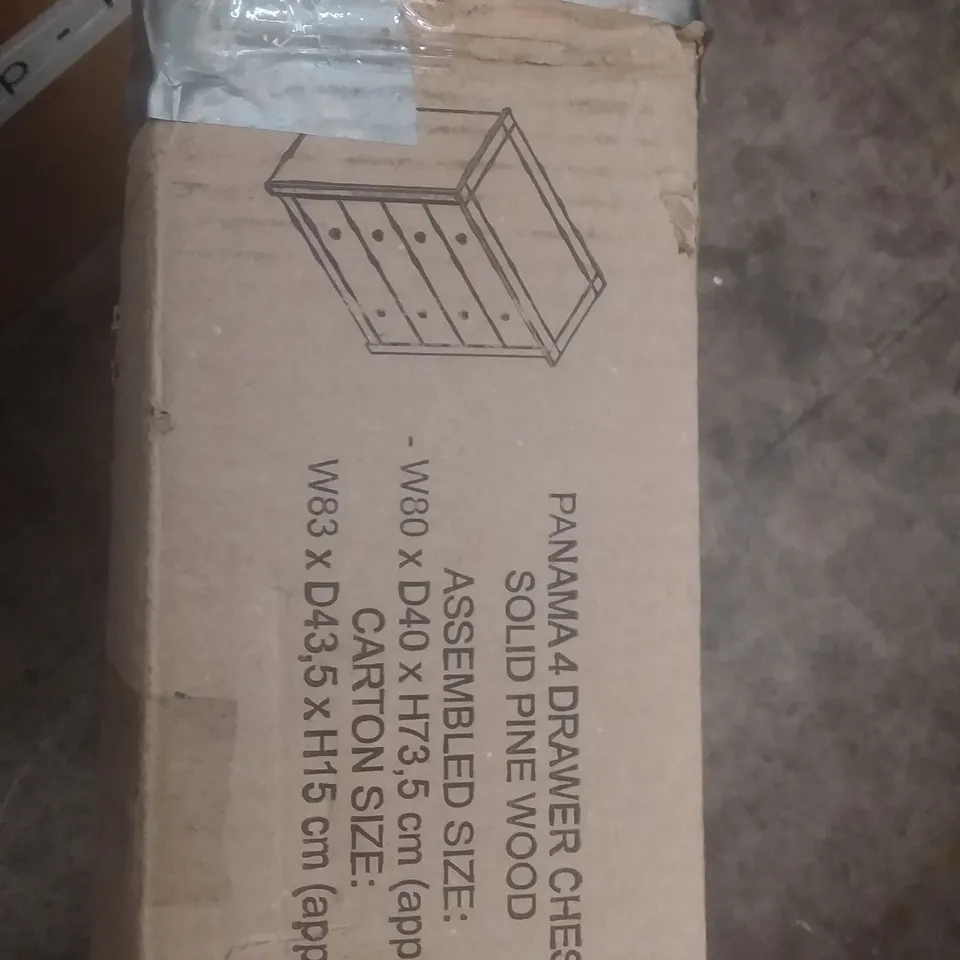 PANAMA 4 DRAWER CHES
SOLID PINE WOOD
ASSEMBLED SIZE:
- W80 x D40 x H73,5 cm (app
CARTON SIZE:
W83 x D43,5 x H15 cm (app